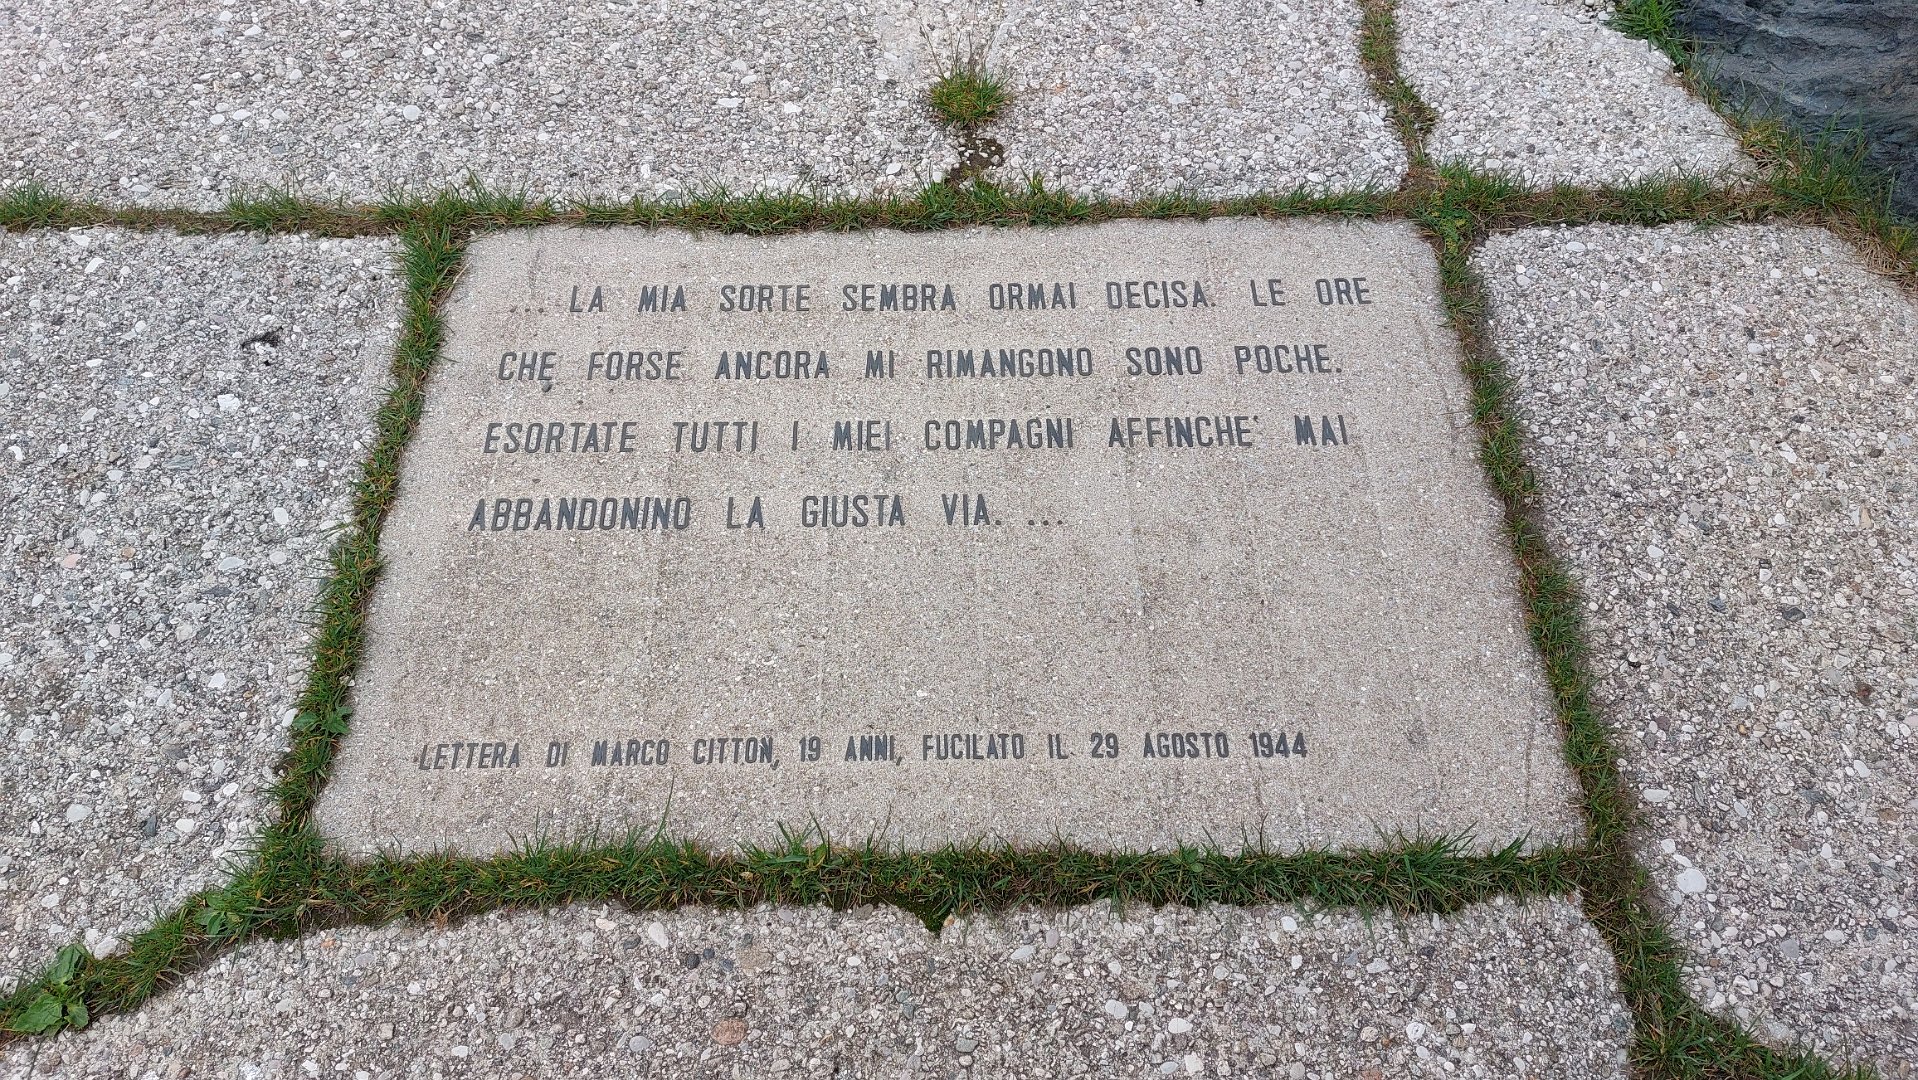 ... LA MIA SORTE SEMBRA ORMAI DECISA. LE ORE
CHE FORSE ANCORA MI RIMANGONO SONO POCHE.
ESORTATE TUTTI I MIEI COMPAGNI AFFINCHE' MAI
ABBANDONINO LA GIUSTA VIA. ...
LETTERA DI MARCO CITTON, 19 ANNI, FUCILATO IL 29 AGOSTO 1944